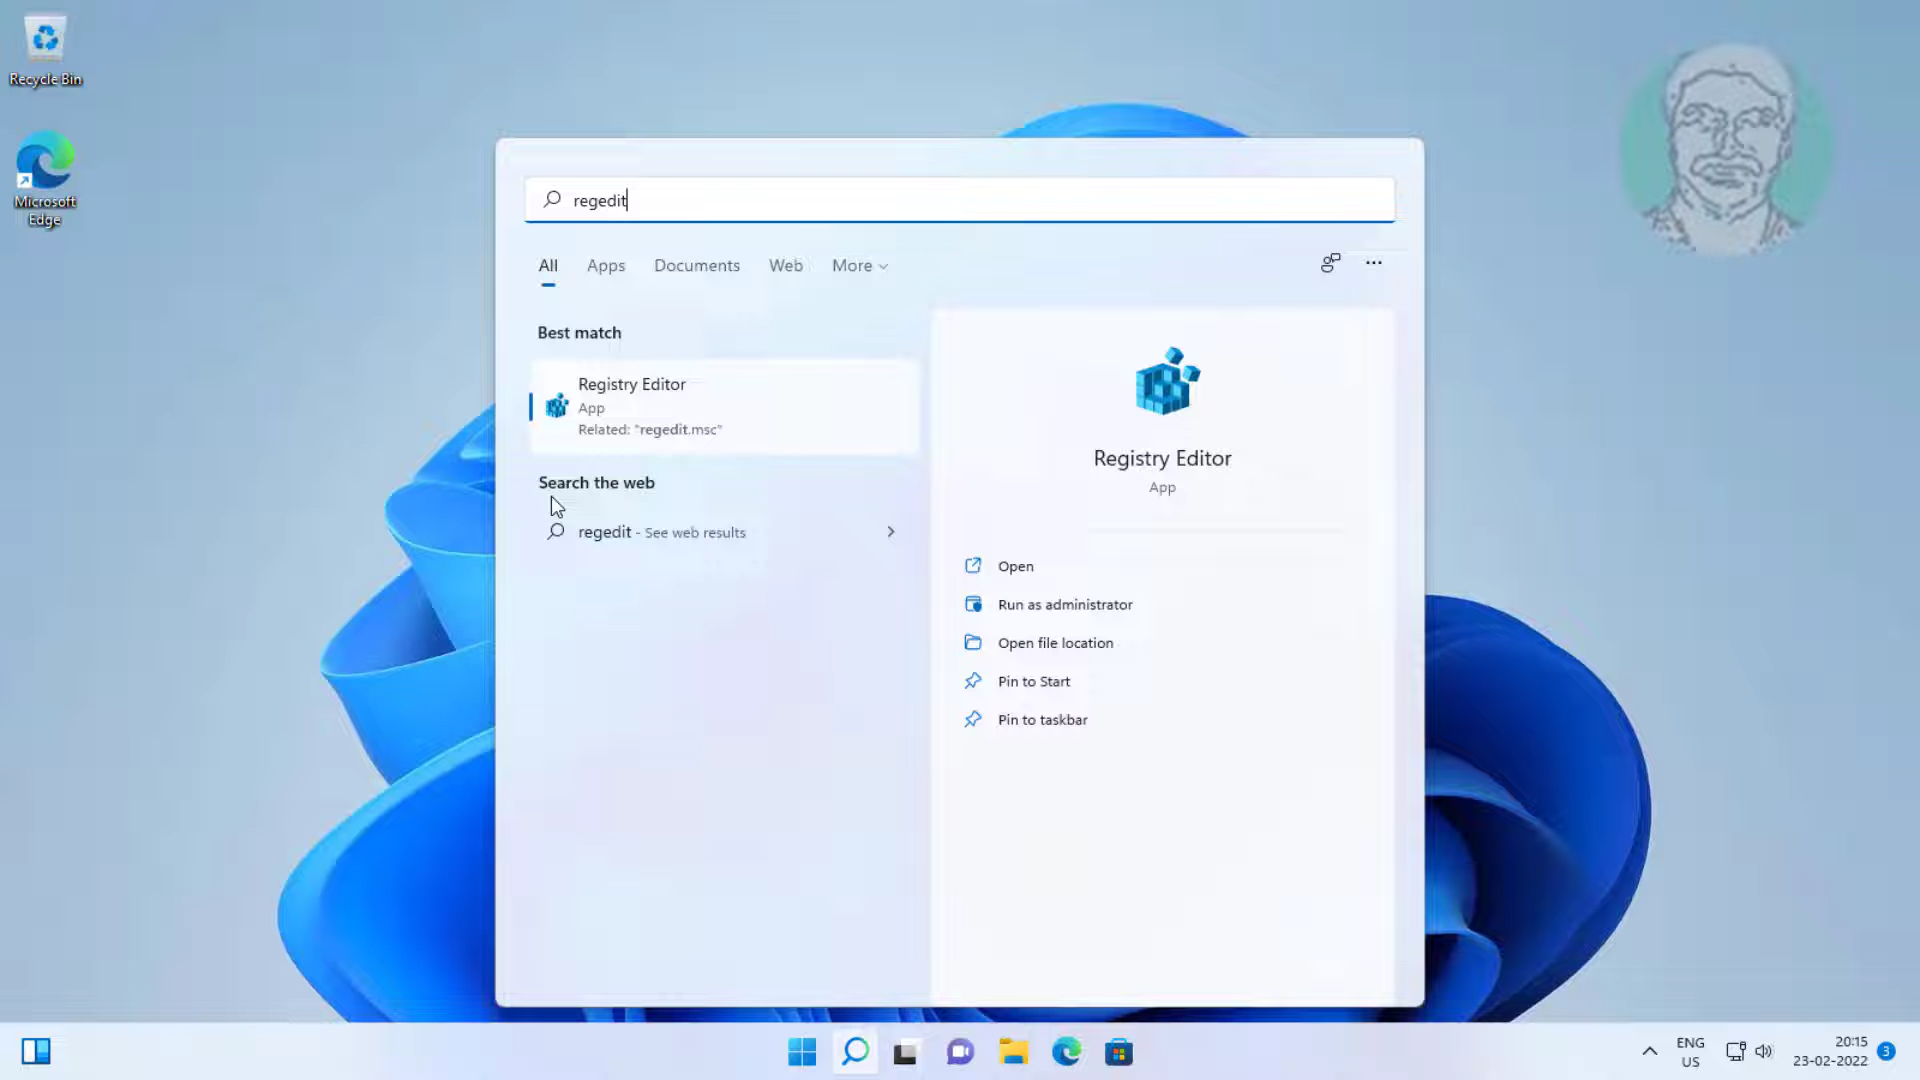 Recycle Bin
Microsoft
Edge
regedit
All Apps Documents Web More
Best match
Registry Editor
App
Related: "regedit.msc"
Search the web
regedit - See web results
Registry Editor
App
Open
Run as administrator
Open file location
Pin to Start
Pin to taskbar
ENG
US
20:15
23-02-2022
3